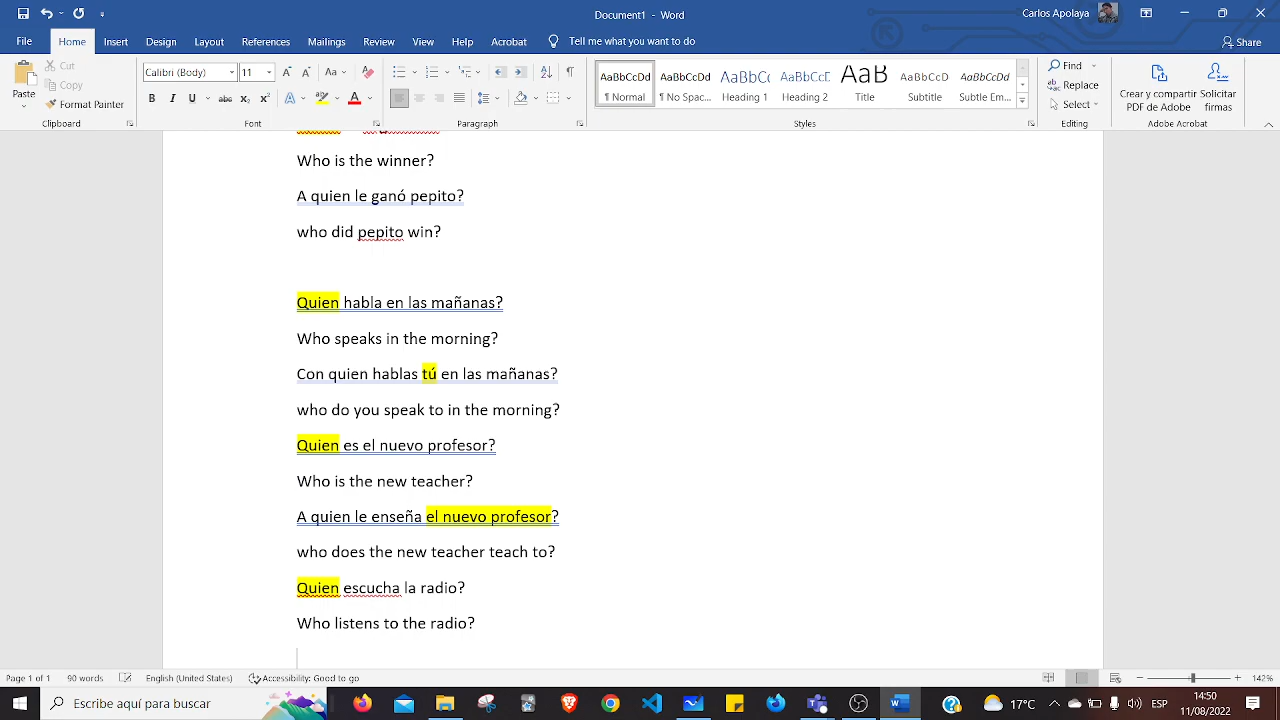 Document1 - Word
Carlos Apolaya
File Home Insert Design Layout References Mailings Review View Help Acrobat Tell me what you want to do
Share
Paste
Cut
Copy
Format Painter
Clipboard
Calibri (Body) 11
Font
Paragraph
AaBbCcDd ¶ Normal
AaBbCcDd ¶ No Spac...
AaBbCc Heading 1
AaBbCcC Heading 2
AaB Title
AaBbCcD Subtitle
AaBbCcDd Subtle Em...
Styles
Find
Replace
Select
Editing
Crear y compartir PDF de Adobe
Solicitar firmas
Adobe Acrobat
Who is the winner?
A quien le ganó pepito?
who did pepito win?
Quien habla en las mañanas?
Who speaks in the morning?
Con quien hablas tú en las mañanas?
who do you speak to in the morning?
Quien es el nuevo profesor?
Who is the new teacher?
A quien le enseña el nuevo profesor?
who does the new teacher teach to?
Quien escucha la radio?
Who listens to the radio?
Page 1 of 1 90 words English (United States) Accessibility: Good to go
142%
Escribe aquí para buscar
17°C
ESP
14:50
11/08/2022